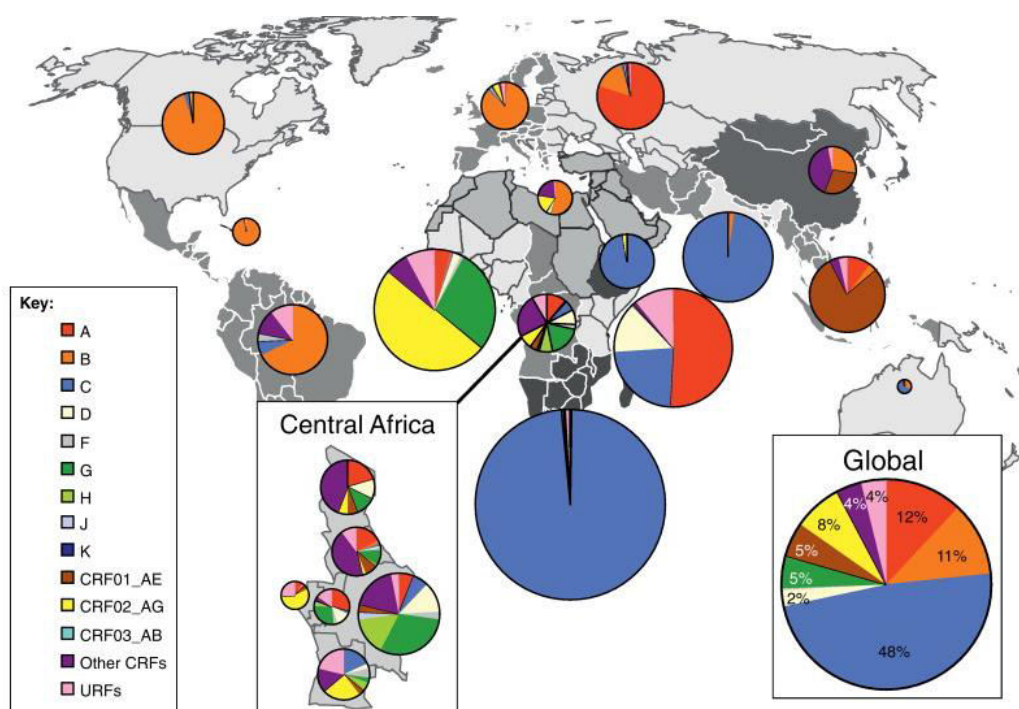 Key:
A
B
C
D
F
G
H
J
K
CRF01_AE
CRF02_AG
CRF03_AB
Other CRFs
URFs
Central Africa
Global
4%
4%
12%
8%
11%
5%
5%
2%
48%